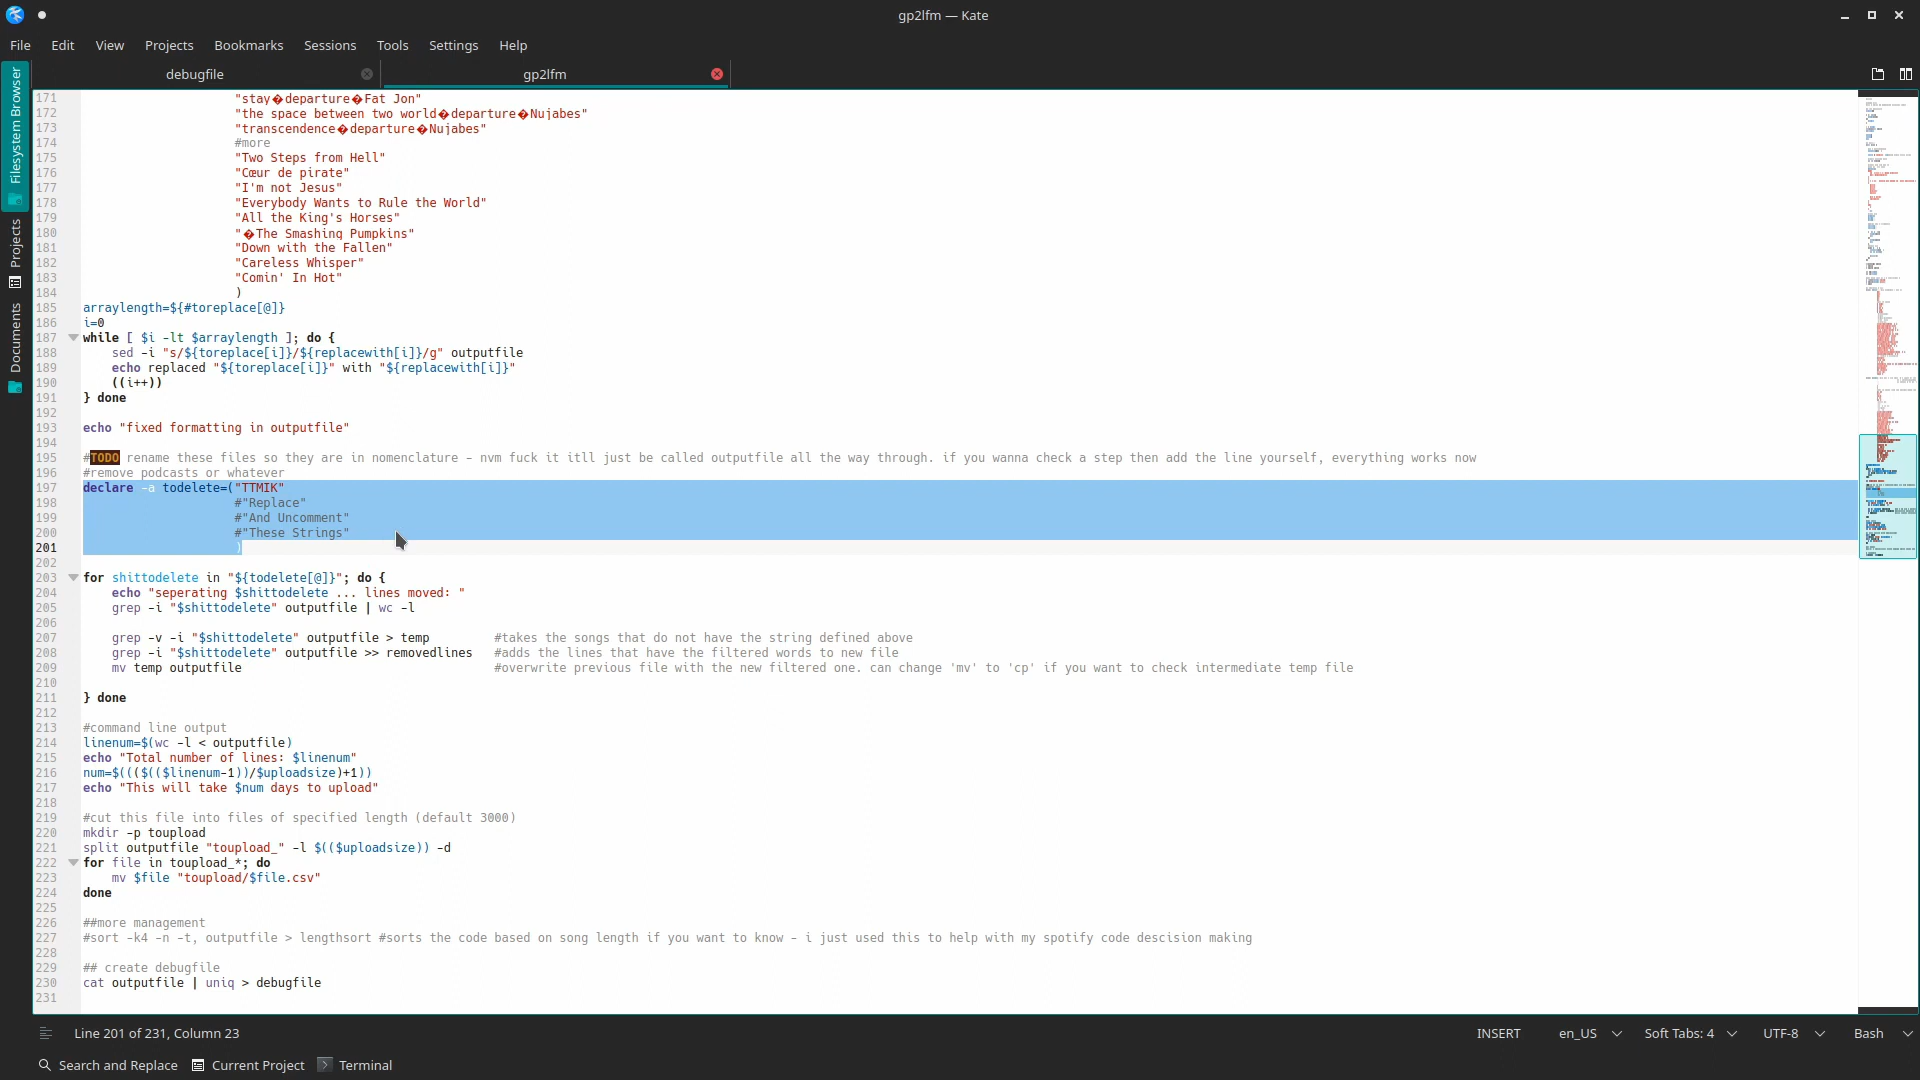 gp2lfm — Kate
File Edit View Projects Bookmarks Sessions Tools Settings Help
debugfile gp2lfm
Filesystem Browser
Projects
Documents
171 "stay�departure�Fat Jon"
172 "the space between two world�departure�Nujabes"
173 "transcendence�departure�Nujabes"
174 #more
175 "Two Steps from Hell"
176 "Cœur de pirate"
177 "I'm not Jesus"
178 "Everybody Wants to Rule the World"
179 "All the King's Horses"
180 "�The Smashing Pumpkins"
181 "Down with the Fallen"
182 "Careless Whisper"
183 "Comin' In Hot"
184 )
185 arraylength=${#toreplace[@]}
186 i=0
187 while [ $i -lt $arraylength ]; do {
188 sed -i "s/${toreplace[i]}/${replacewith[i]}/g" outputfile
189 echo replaced "${toreplace[i]}" with "${replacewith[i]}"
190 ((i++))
191 } done
192
193 echo "fixed formatting in outputfile"
194
195 #TODO rename these files so they are in nomenclature - nvm fuck it itll just be called outputfile all the way through. if you wanna check a step then add the line yourself, everything works now
196 #remove podcasts or whatever
197 declare -a todelete=("TTMIK"
198 #"Replace"
199 #"And Uncomment"
200 #"These Strings"
201 )
202
203 for shittodelete in "${todelete[@]}"; do {
204 echo "seperating $shittodelete ... lines moved: "
205 grep -i "$shittodelete" outputfile | wc -l
206
207 grep -v -i "$shittodelete" outputfile > temp #takes the songs that do not have the string defined above
208 grep -i "$shittodelete" outputfile >> removedlines #adds the lines that have the filtered words to new file
209 mv temp outputfile #overwrite previous file with the new filtered one. can change 'mv' to 'cp' if you want to check intermediate temp file
210
211 } done
212
213 #command line output
214 linenum=$(wc -l < outputfile)
215 echo "Total number of lines: $linenum"
216 num=$((($(($linenum-1))/$uploadsize)+1))
217 echo "This will take $num days to upload"
218
219 #cut this file into files of specified length (default 3000)
220 mkdir -p toupload
221 split outputfile "toupload_" -l $(($uploadsize)) -d
222 for file in toupload_*; do
223 mv $file "toupload/$file.csv"
224 done
225
226 ##more management
227 #sort -k4 -n -t, outputfile > lengthsort #sorts the code based on song length if you want to know - i just used this to help with my spotify code descision making
228
229 ## create debugfile
230 cat outputfile | uniq > debugfile
231
Line 201 of 231, Column 23 INSERT en_US Soft Tabs: 4 UTF-8 Bash
Search and Replace Current Project Terminal